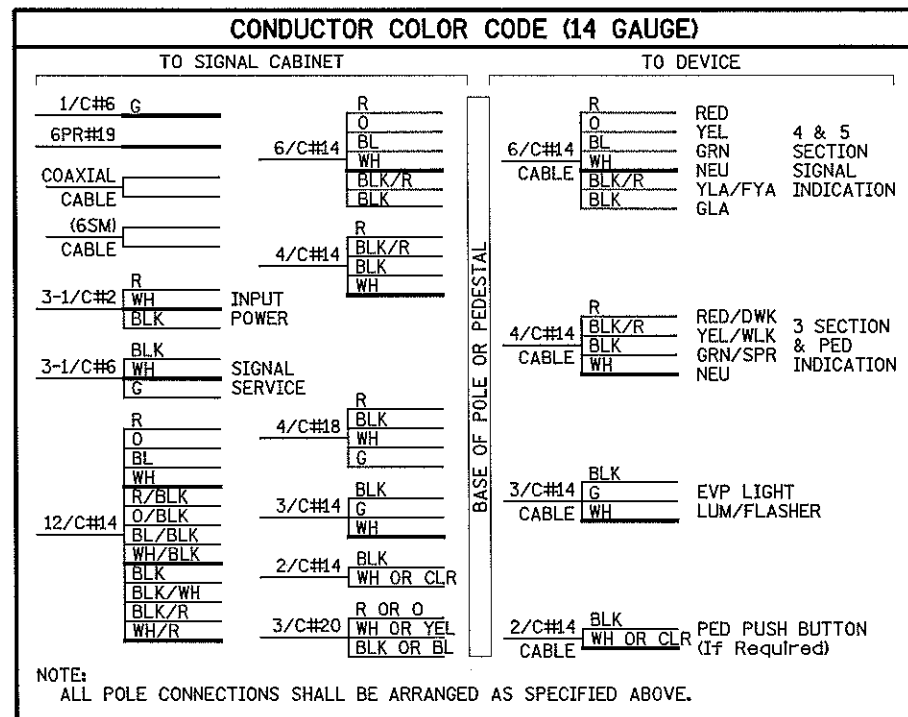 CONDUCTOR COLOR CODE (14 GAUGE)
TO SIGNAL CABINET
1/C#6 G
6PR#19
COAXIAL
CABLE
(6SM)
CABLE
3-1/C#2
R
WH
BLK
INPUT
POWER
3-1/C#6
BLK
WH
G
SIGNAL
SERVICE
12/C#14
R
O
BL
WH
R/BLK
O/BLK
BL/BLK
WH/BLK
BLK
BLK/WH
BLK/R
WH/R
6/C#14
R
O
BL
WH
BLK/R
BLK
4/C#14
R
BLK/R
BLK
WH
4/C#18
R
BLK
WH
G
3/C#14
BLK
G
WH
2/C#14
BLK
WH OR CLR
3/C#20
R OR O
WH OR YEL
BLK OR BL
BASE OF POLE OR PEDESTAL
TO DEVICE
6/C#14
CABLE
R RED
O YEL
BL GRN
WH NEU
BLK/R YLA/FYA
BLK GLA
4 & 5
SECTION
SIGNAL
INDICATION
4/C#14
CABLE
R RED/DWK
BLK/R YEL/WLK
BLK GRN/SPR
WH NEU
3 SECTION
& PED
INDICATION
3/C#14
CABLE
BLK
G
WH
EVP LIGHT
LUM/FLASHER
2/C#14
CABLE
BLK
WH OR CLR
PED PUSH BUTTON
(If Required)
NOTE:
ALL POLE CONNECTIONS SHALL BE ARRANGED AS SPECIFIED ABOVE.